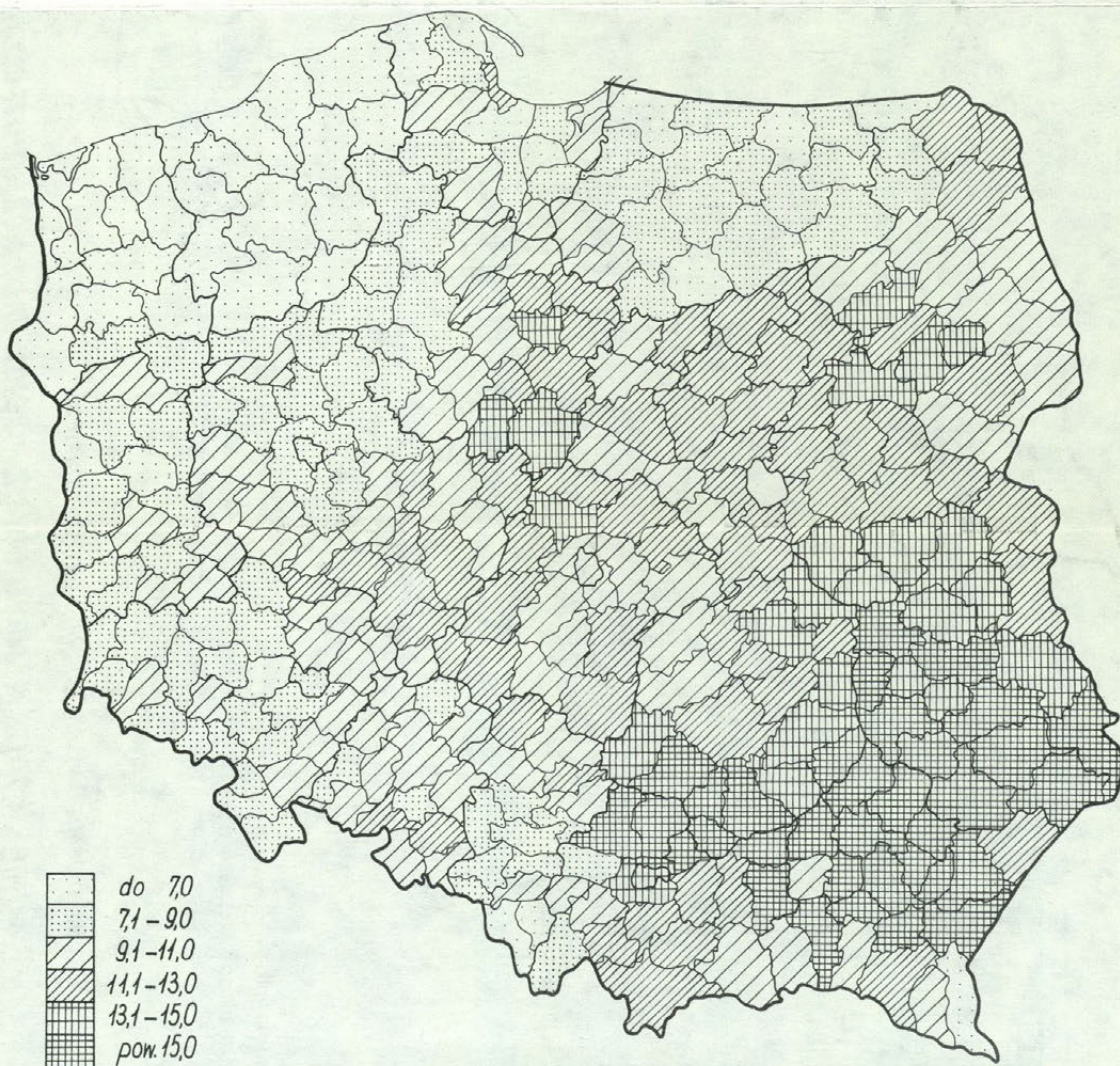 do 7,0
7,1 – 9,0
9,1 – 11,0
11,1 – 13,0
13,1 – 15,0
pow. 15,0